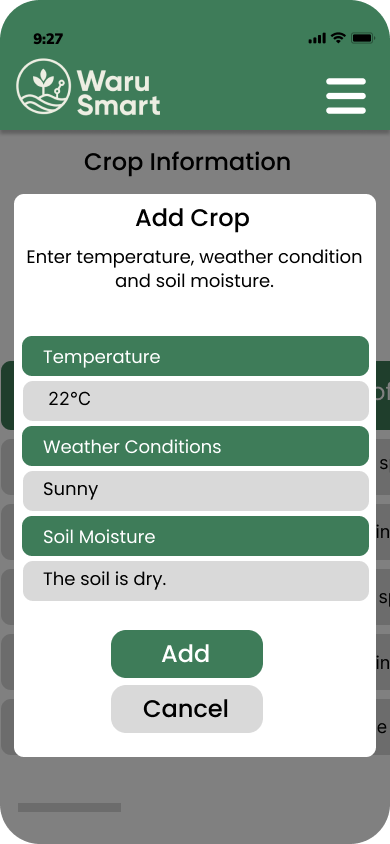 9:27
Waru
Smart
Crop Information
Add Crop
Enter temperature, weather condition
and soil moisture.
Temperature
22°C
Weather Conditions
Sunny
Soil Moisture
The soil is dry.
Add
Cancel